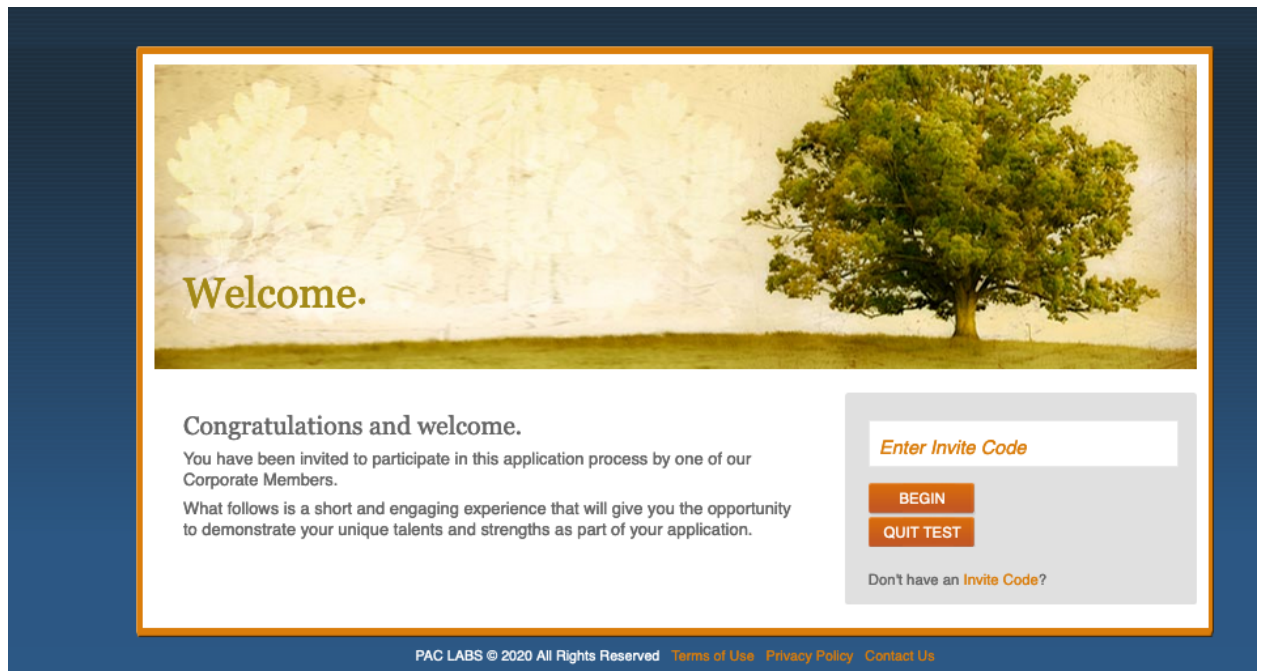 Welcome.
Congratulations and welcome.
You have been invited to participate in this application process by one of our
Corporate Members.
What follows is a short and engaging experience that will give you the opportunity
to demonstrate your unique talents and strengths as part of your application.
Enter Invite Code
BEGIN
QUIT TEST
Don't have an Invite Code?
PAC LABS © 2020 All Rights Reserved Terms of Use Privacy Policy Contact Us